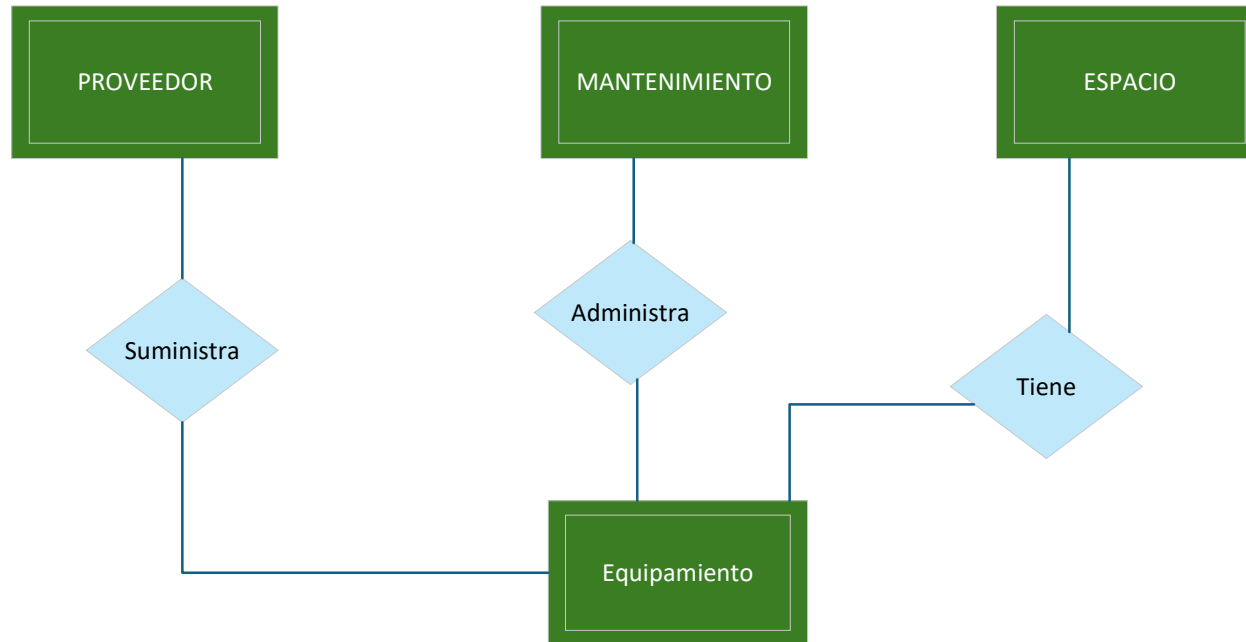 PROVEEDOR
MANTENIMIENTO
ESPACIO
Suministra
Administra
Tiene
Equipamiento